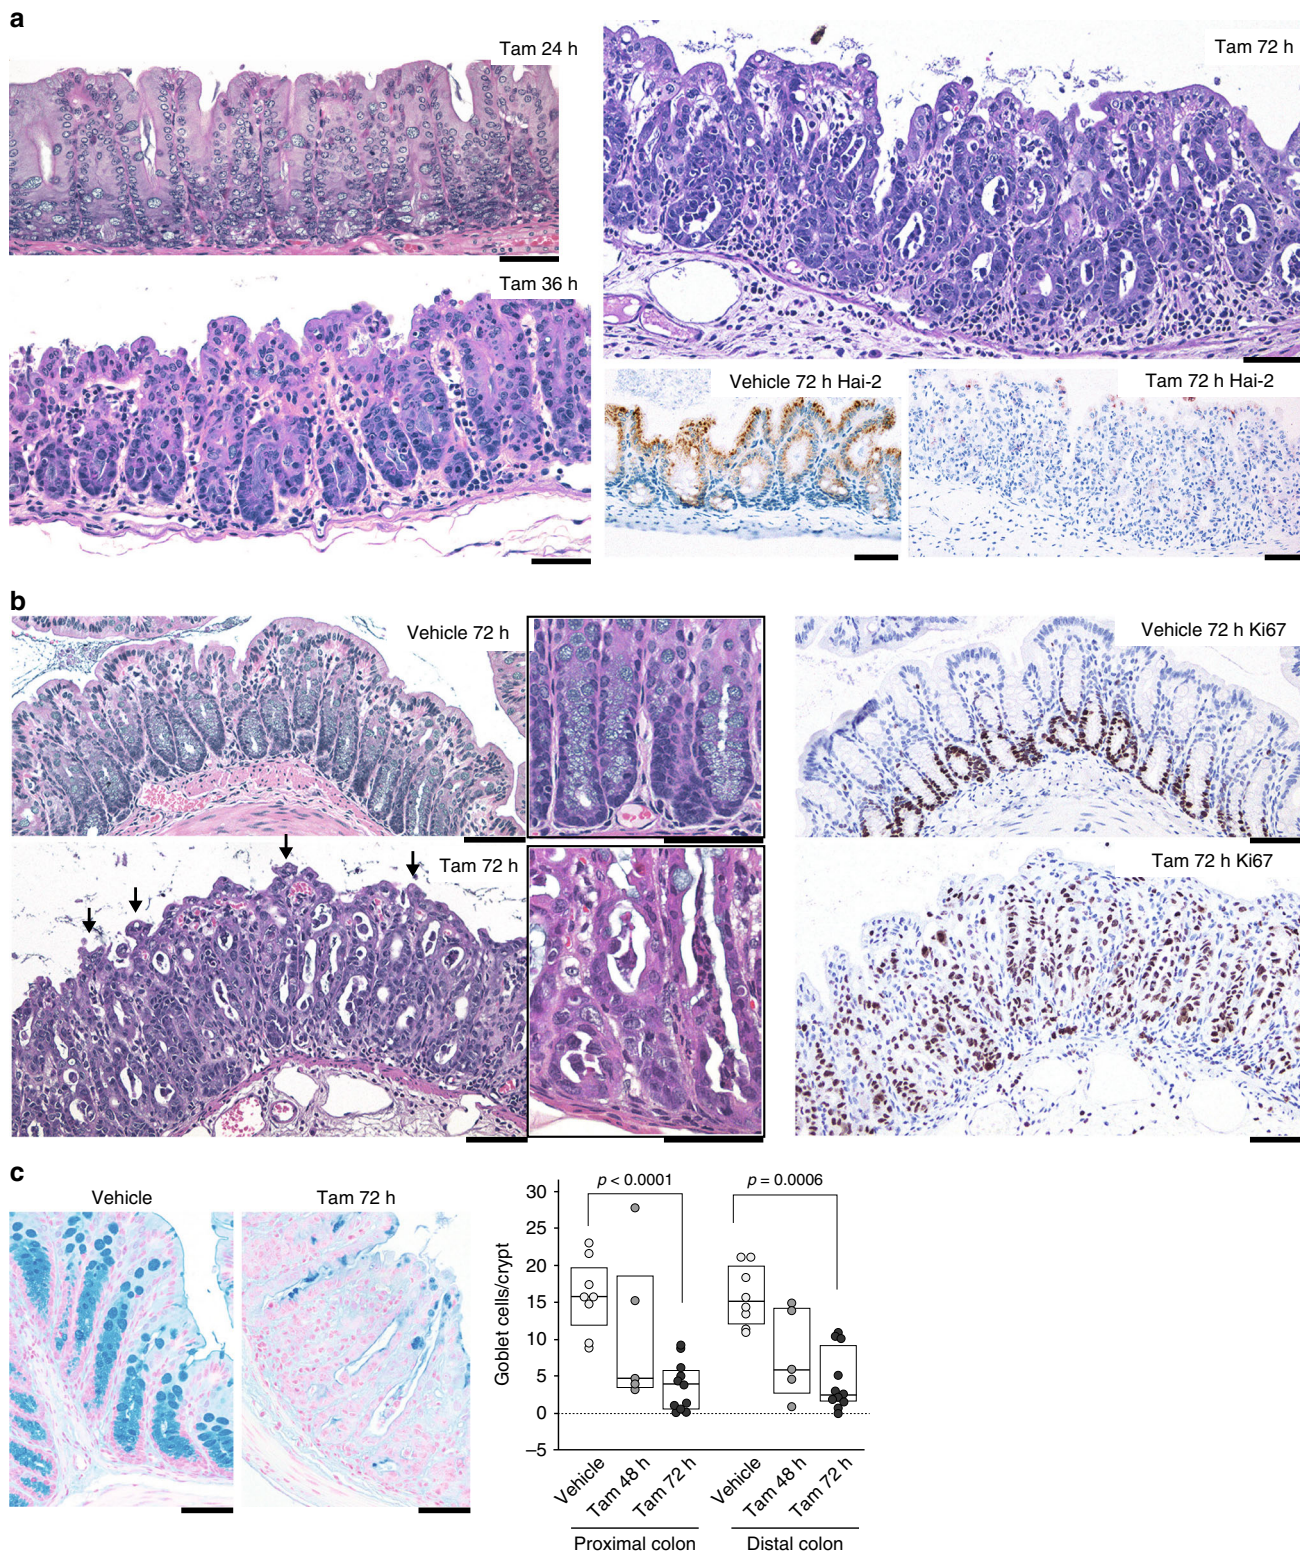 a
Tam 24 h
Tam 72 h
Tam 36 h
Vehicle 72 h Hai-2
Tam 72 h Hai-2
b
Vehicle 72 h
Vehicle 72 h Ki67
Tam 72 h
Tam 72 h Ki67
c
Vehicle
Tam 72 h
p < 0.0001
p = 0.0006
Goblet cells/crypt
30
25
20
15
10
5
0
–5
Vehicle
Tam 48 h
Tam 72 h
Vehicle
Tam 48 h
Tam 72 h
Proximal colon
Distal colon